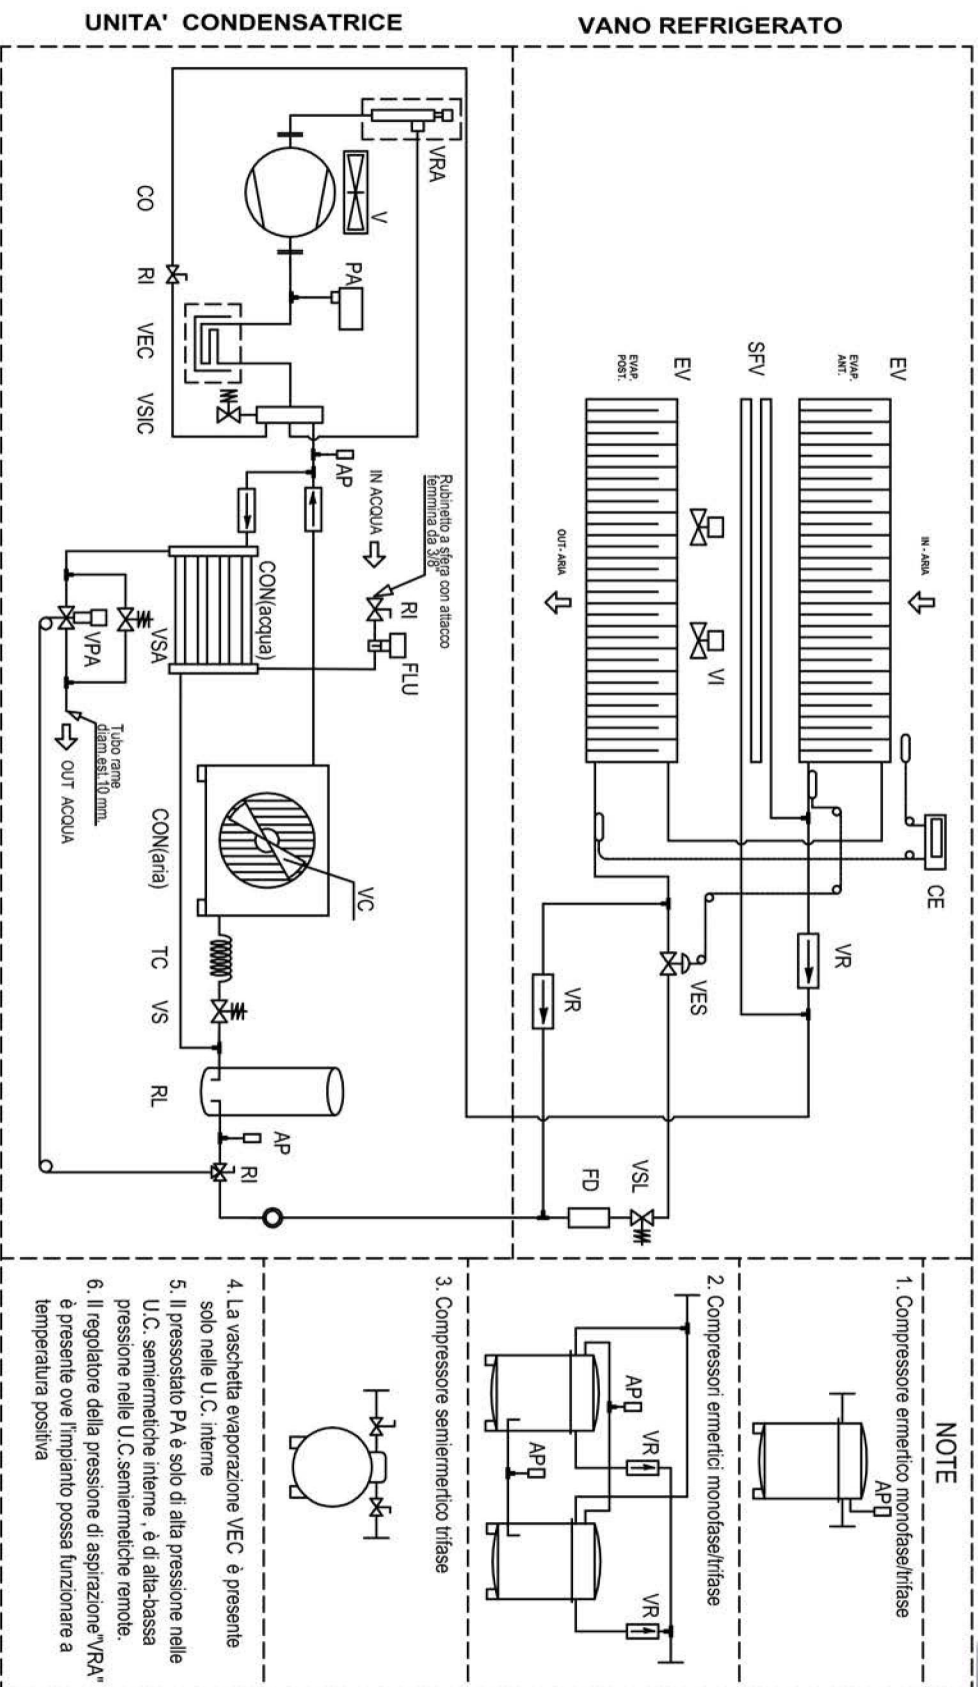 UNITA' CONDENSATRICE
VANO REFRIGERATO
VRA
V
CO
PA
RI
VEC
VSIC
AP
IN ACQUA
Rubinetto a sfera con attacco
femmina da 3/8"
RI
FLU
CON(acqua)
VSA
VPA
Tubo rame
diam.est.10 mm.
OUT ACQUA
CON(aria)
VC
TC
VS
RL
AP
RI
EV
EVAP.
ANT.
SFV
EV
EVAP.
POST.
IN - ARIA
OUT- ARIA
VI
CE
VR
VES
VR
VSL
FD
NOTE
1. Compressore ermertico monofase/trifase
AP
2. Compressori ermertici monofase/trifase
AP
AP
VR
VR
3. Compressore semiermertico trifase
4. La vaschetta evaporazione VEC è presente
solo nelle U.C. interne
5. Il pressostato PA è solo di alta pressione nelle
U.C. semiermetiche interne , è di alta-bassa
pressione nelle U.C.semiermetiche remote.
6. Il regolatore della pressione di aspirazione"VRA"
è presente ove l'impianto possa funzionare a
temperatura positiva